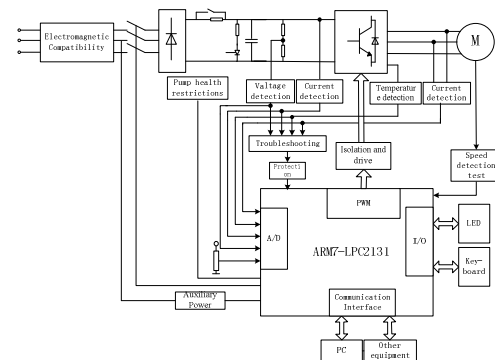 Electromagnetic
Compatibility
M
Pump health
restrictions
Valtage
detection
Current
detection
Temperatur
e detection
Current
detection
Troubleshooting
Isolation and
drive
Protecti
on
Speed
detection
test
PWM
A/D
ARM7-LPC2131
I/O
LED
Key-
board
Auxiliary
Power
Communication
Interface
PC
Other
equipment